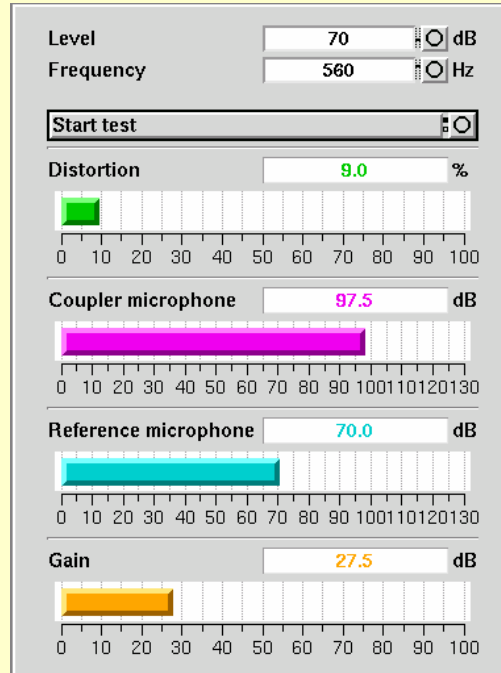 Level 70 dB
Frequency 560 Hz
Start test
Distortion 9.0 %
0 10 20 30 40 50 60 70 80 90 100
Coupler microphone 97.5 dB
0 10 20 30 40 50 60 70 80 90 100110120130
Reference microphone 70.0 dB
0 10 20 30 40 50 60 70 80 90 100110120130
Gain 27.5 dB
0 10 20 30 40 50 60 70 80 90 100